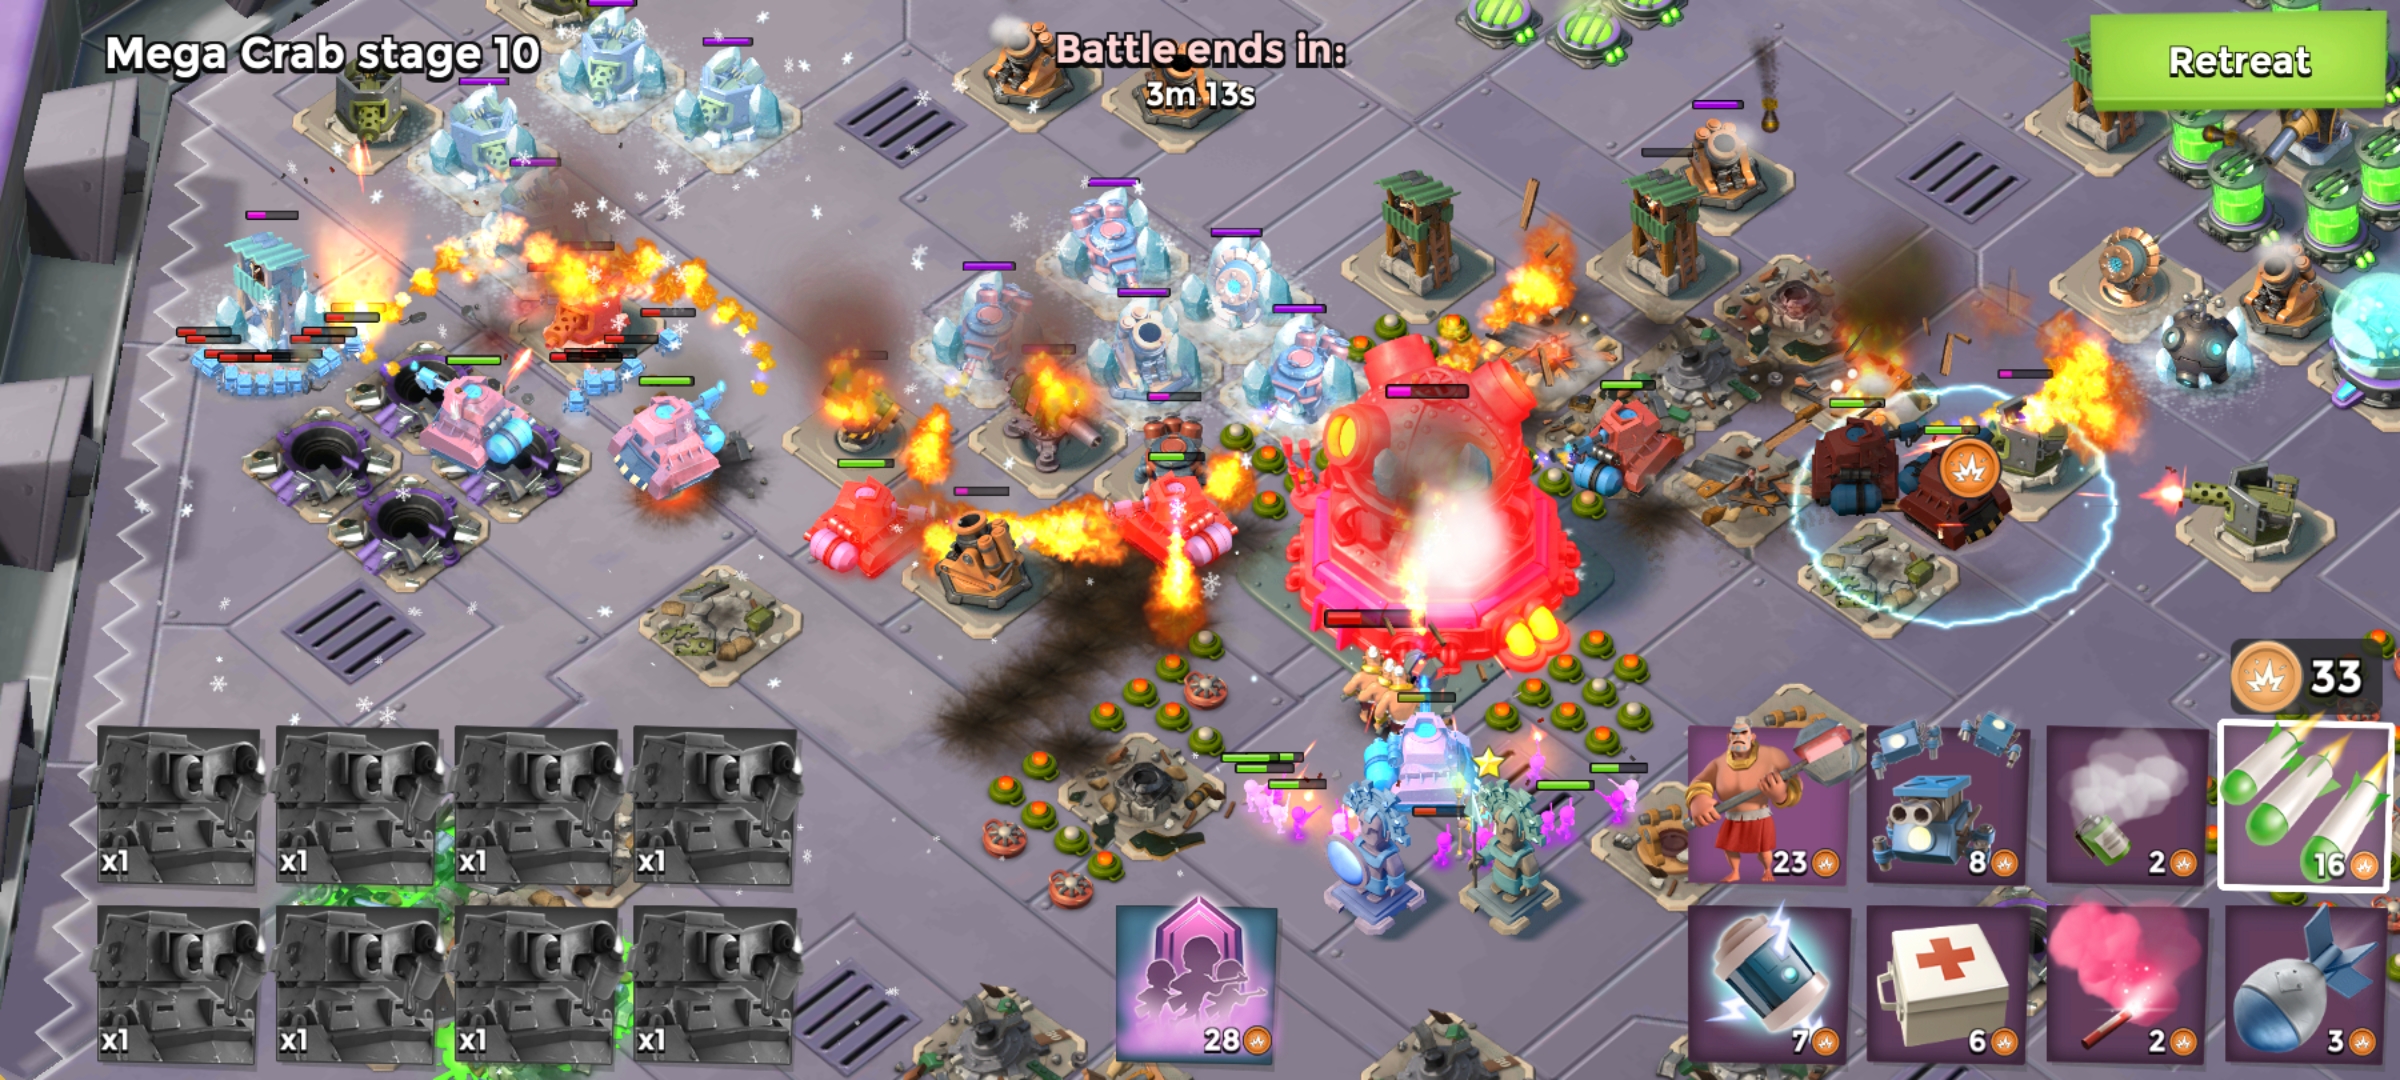 Mega Crab stage 10
Battle ends in:
3m 13s
Retreat
33
x1
x1
x1
x1
23
8
2
16
x1
x1
x1
x1
28
7
6
2
3